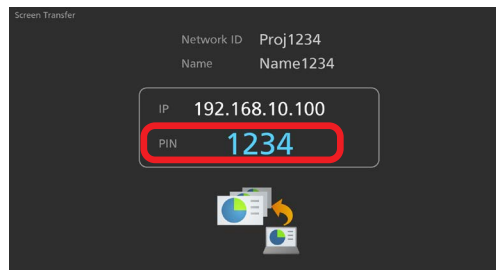 Screen Transfer
Network ID Proj1234
Name Name1234
IP 192.168.10.100
PIN 1234